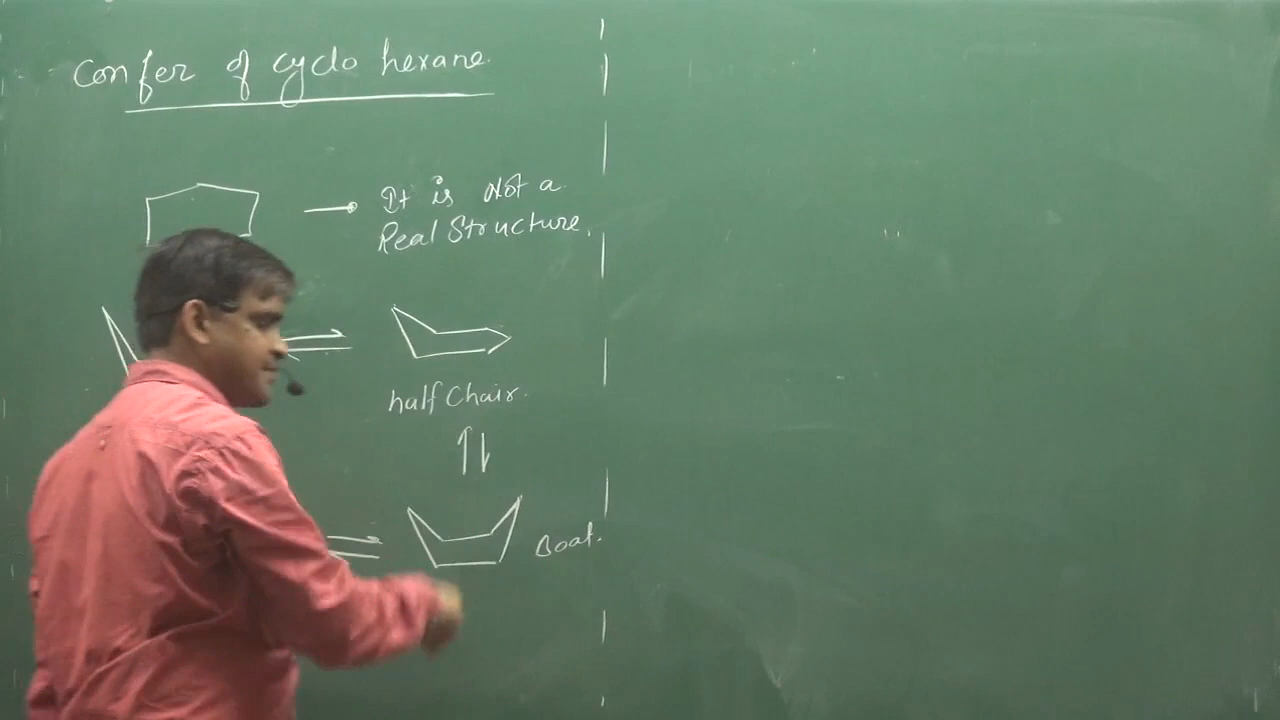 Confer of cyclo hexane.
It is Not a
Real Structure.
half Chair.
Boat.